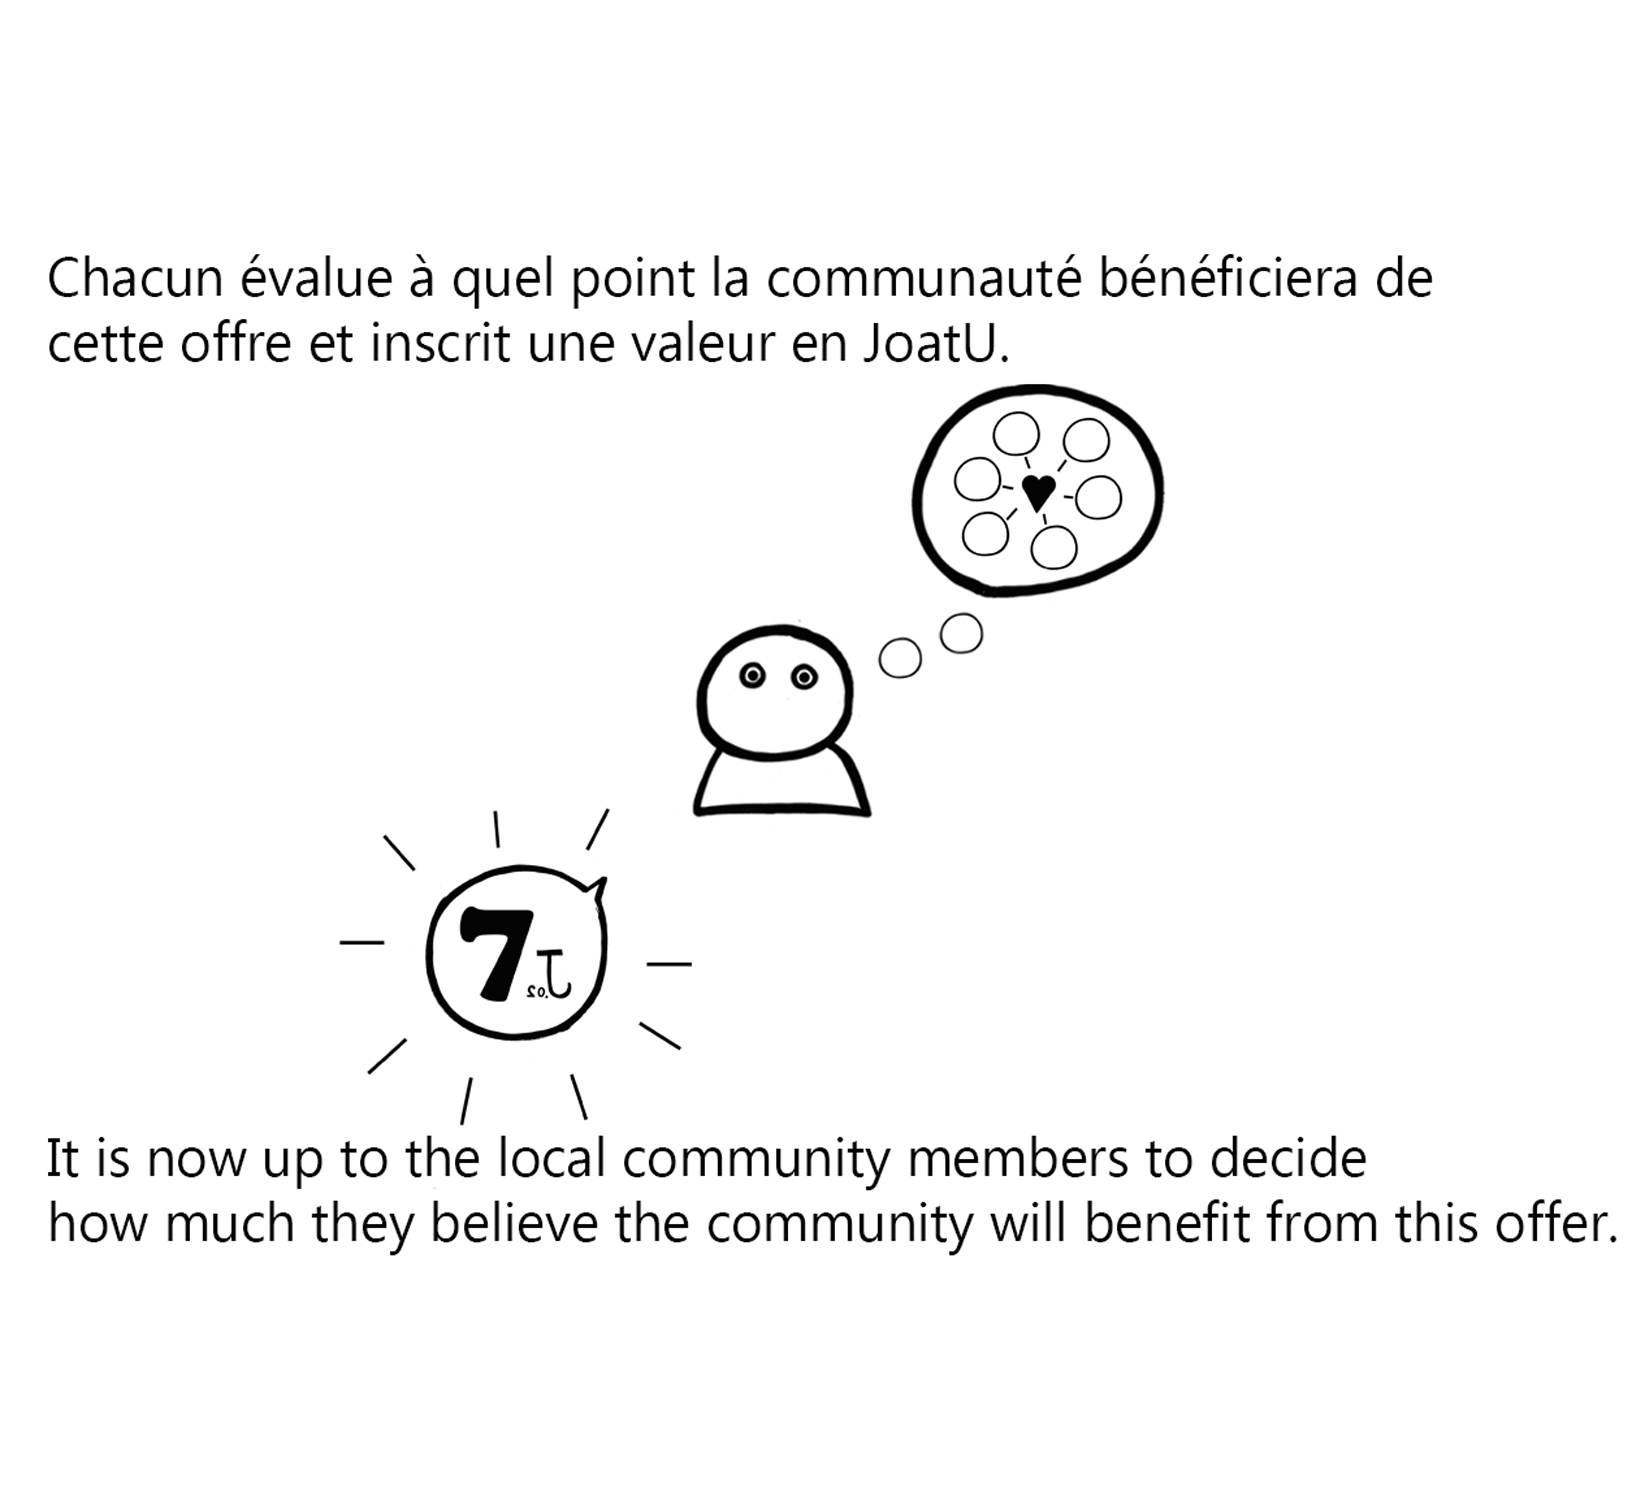 Chacun évalue à quel point la communauté bénéficiera de
cette offre et inscrit une valeur en JoatU.
7
It is now up to the local community members to decide
how much they believe the community will benefit from this offer.